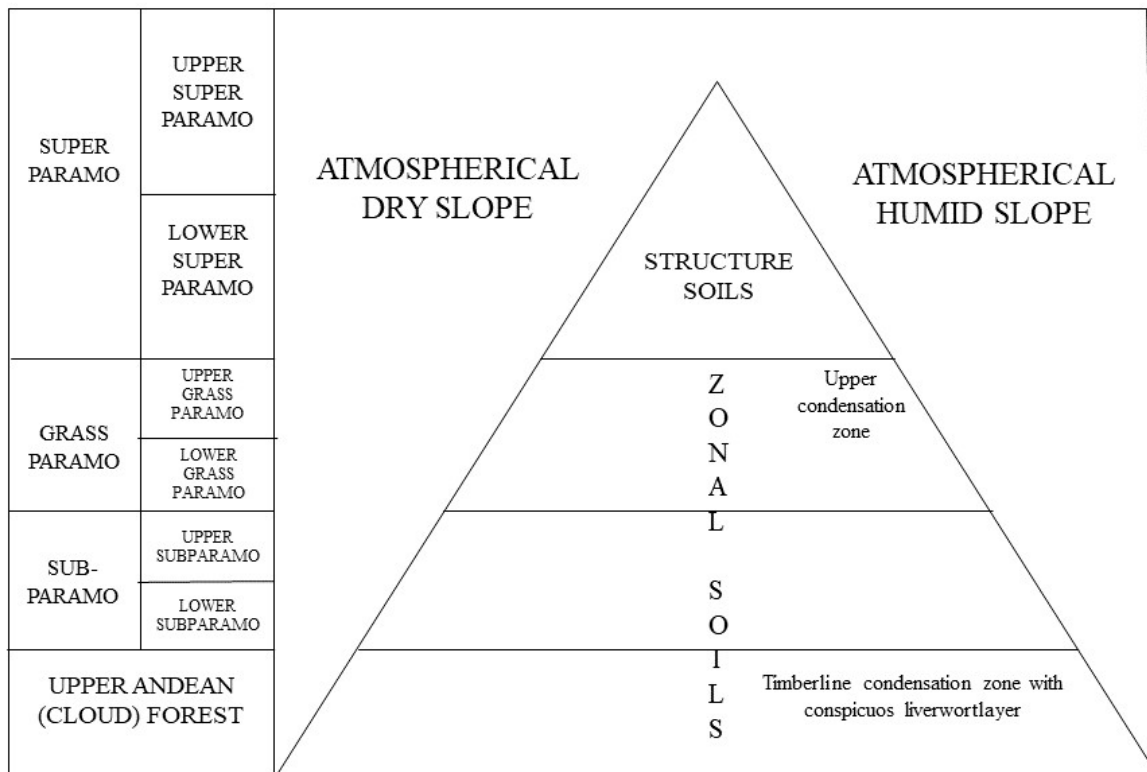 SUPER
PARAMO
UPPER
SUPER
PARAMO
LOWER
SUPER
PARAMO
GRASS
PARAMO
UPPER
GRASS
PARAMO
LOWER
GRASS
PARAMO
SUB-
PARAMO
UPPER
SUBPARAMO
LOWER
SUBPARAMO
UPPER ANDEAN
(CLOUD) FOREST
ATMOSPHERICAL
DRY SLOPE
ATMOSPHERICAL
HUMID SLOPE
STRUCTURE
SOILS
ZONAL SOILS
Upper
condensation
zone
Timberline condensation zone with
conspicuos liverwortlayer